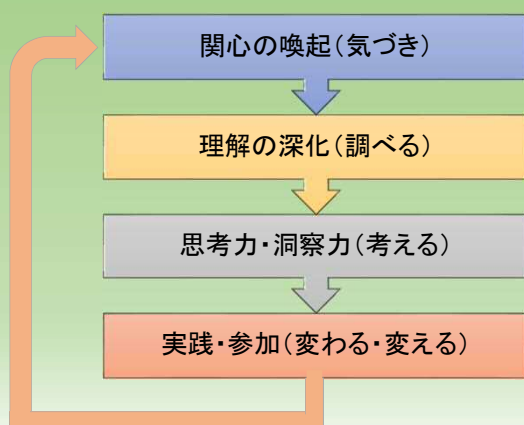 関心の喚起(気づき)
理解の深化(調べる)
思考力・洞察力(考える)
実践・参加(変わる・変える)